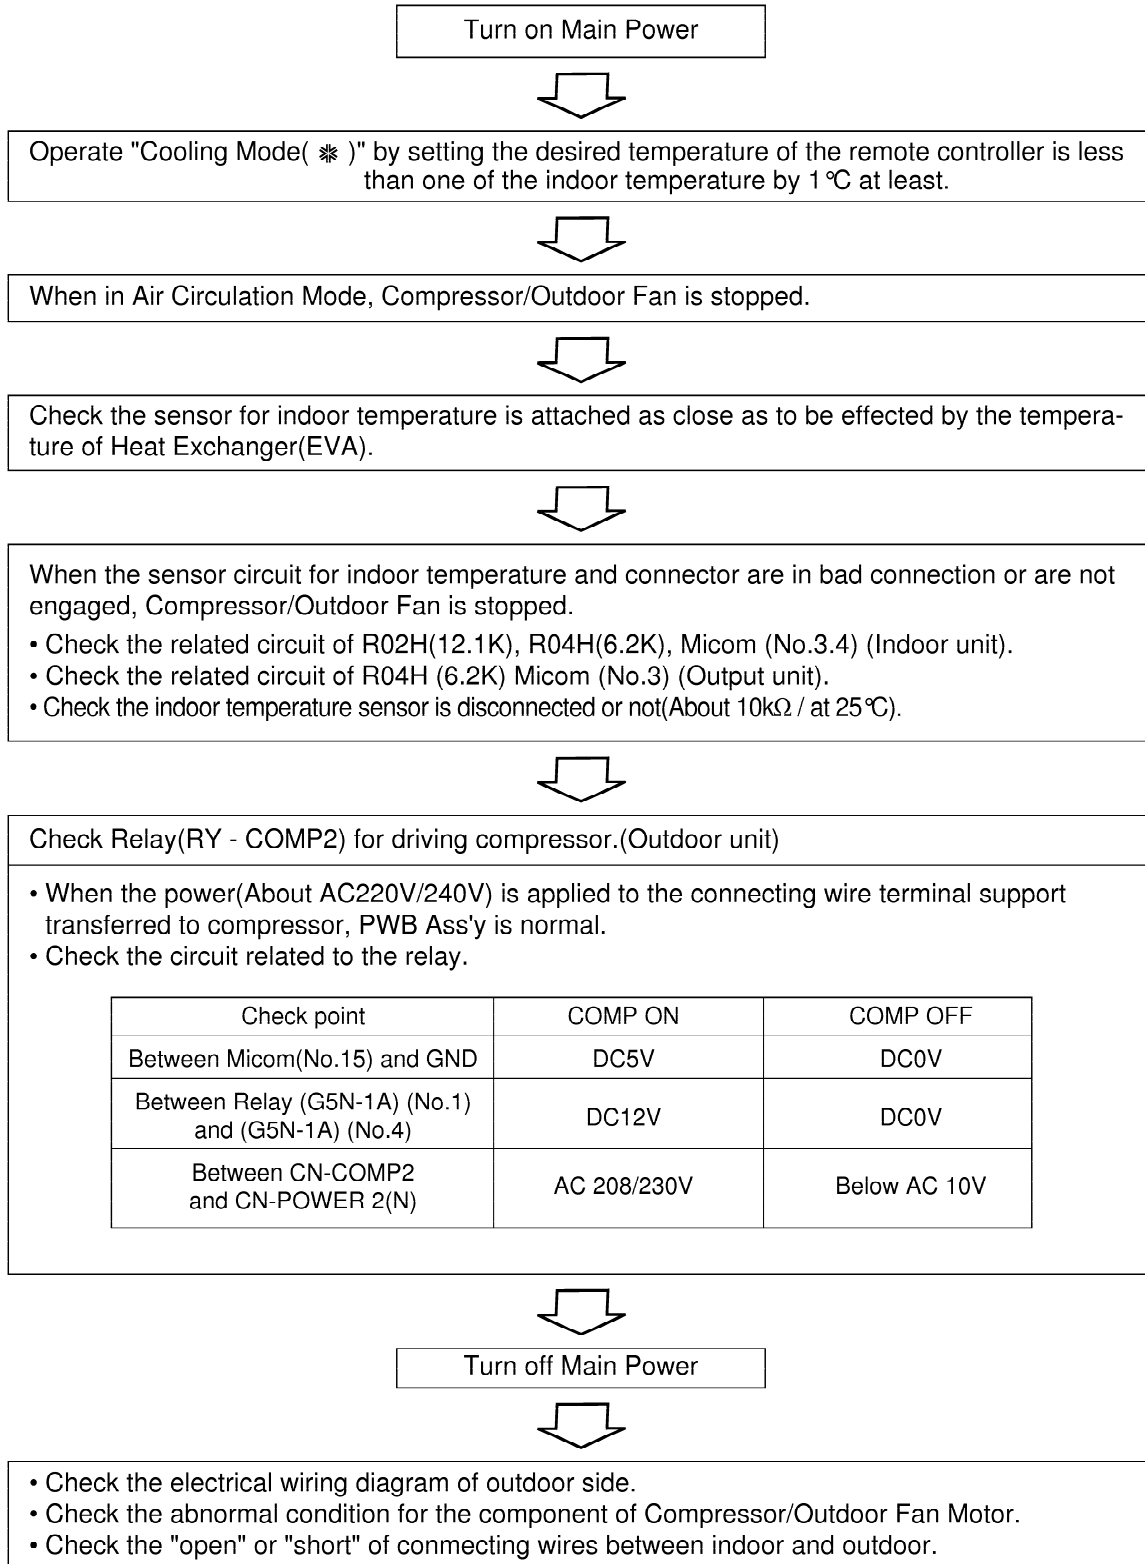 Turn on Main Power
Operate "Cooling Mode( ❋ )" by setting the desired temperature of the remote controller is less
than one of the indoor temperature by 1°C at least.
When in Air Circulation Mode, Compressor/Outdoor Fan is stopped.
Check the sensor for indoor temperature is attached as close as to be effected by the tempera-
ture of Heat Exchanger(EVA).
When the sensor circuit for indoor temperature and connector are in bad connection or are not
engaged, Compressor/Outdoor Fan is stopped.
• Check the related circuit of R02H(12.1K), R04H(6.2K), Micom (No.3.4) (Indoor unit).
• Check the related circuit of R04H (6.2K) Micom (No.3) (Output unit).
• Check the indoor temperature sensor is disconnected or not(About 10kΩ / at 25°C).
Check Relay(RY - COMP2) for driving compressor.(Outdoor unit)
• When the power(About AC220V/240V) is applied to the connecting wire terminal support
transferred to compressor, PWB Ass'y is normal.
• Check the circuit related to the relay.
Check point COMP ON COMP OFF
Between Micom(No.15) and GND DC5V DC0V
Between Relay (G5N-1A) (No.1)
and (G5N-1A) (No.4) DC12V DC0V
Between CN-COMP2
and CN-POWER 2(N) AC 208/230V Below AC 10V
Turn off Main Power
• Check the electrical wiring diagram of outdoor side.
• Check the abnormal condition for the component of Compressor/Outdoor Fan Motor.
• Check the "open" or "short" of conmecting wires between indoor and outdoor.